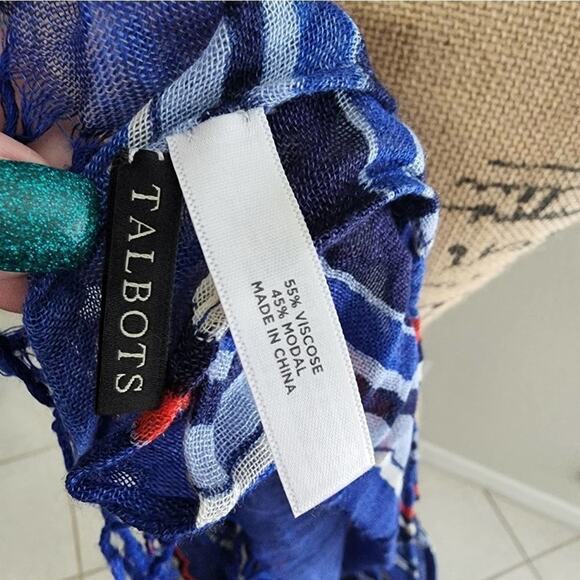 TALBOTS
55% VISCOSE
45% MODAL
MADE IN CHINA